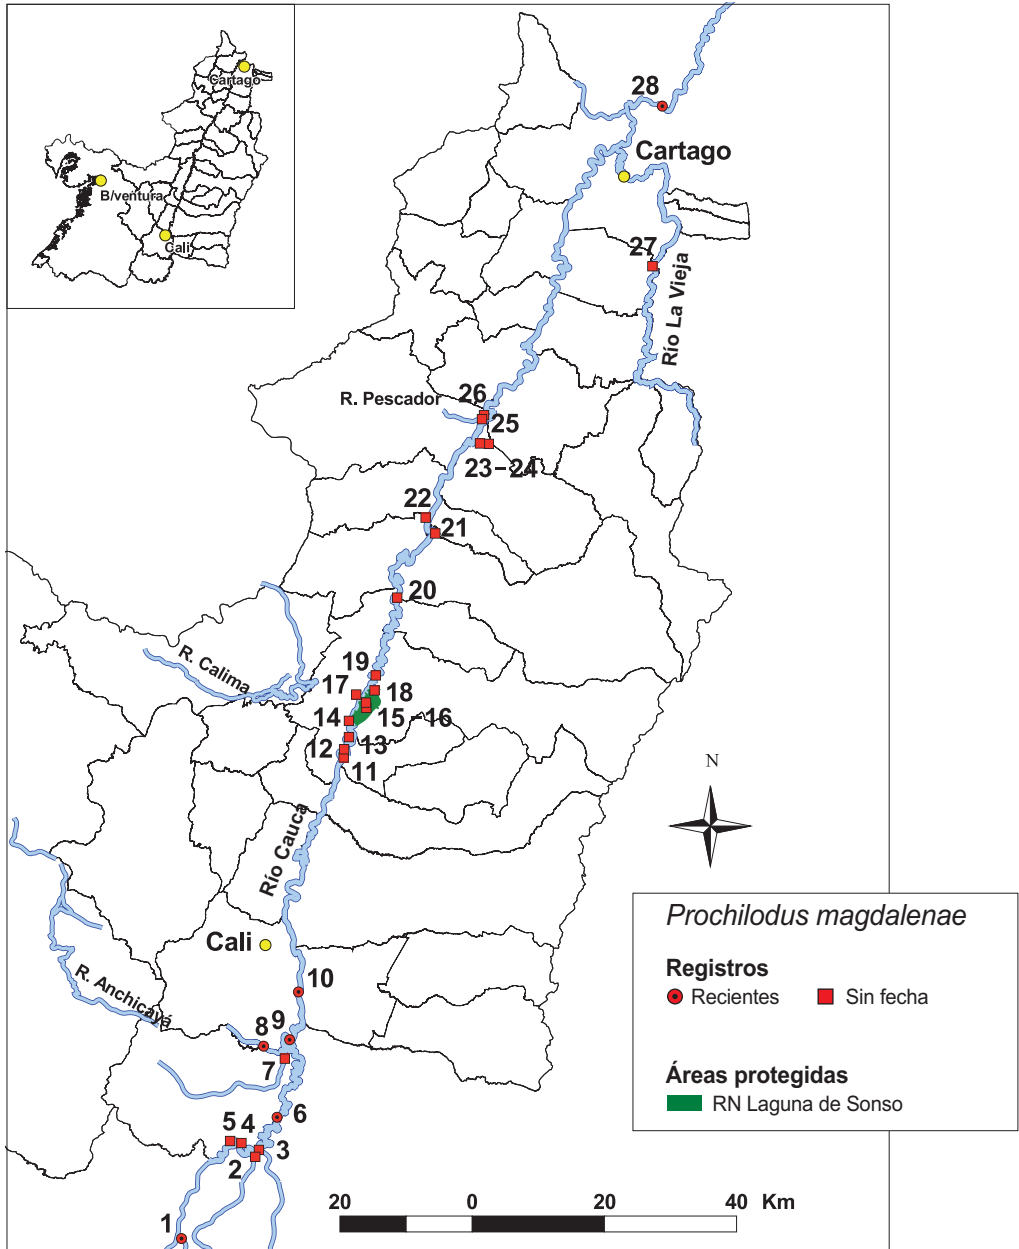 Cartago
B/ventura
Cali
28
Cartago
27
Río La Vieja
26
R. Pescador
25
23-24
22
21
20
19
R. Calima
17
18
14
15-16
12
13
11
N
Río Cauca
Cali
10
R. Anchicayá
9
8
7
6
5
4
3
2
1
Prochilodus magdalenae
Registros
Recientes
Sin fecha
Áreas protegidas
RN Laguna de Sonso
20 0 20 40 Km